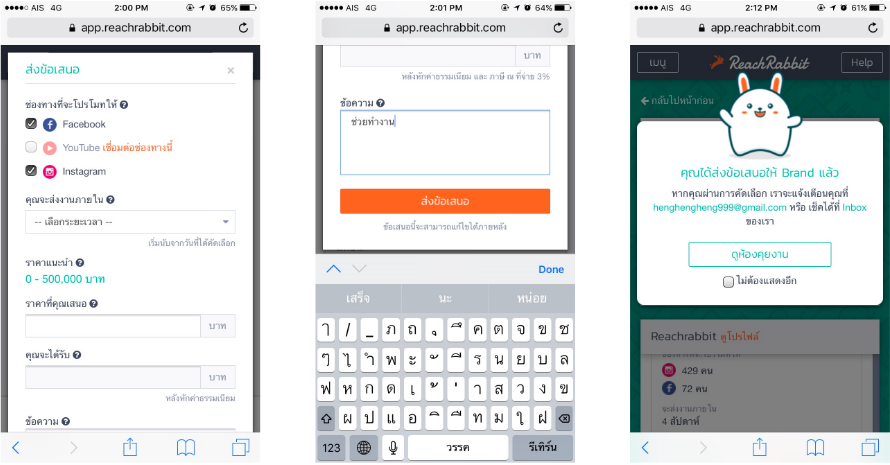 AIS 4G 2:00 PM 65%
app.reachrabbit.com
ส่งข้อเสนอ ×
ช่องทางที่จะโปรโมทให้
Facebook
YouTube เชื่อมต่อช่องทางนี้
Instagram
คุณจะส่งงานภายใน
-- เลือกระยะเวลา --
เริ่มนับจากวันที่ได้คัดเลือก
ราคาแนะนำ
0 - 500,000 บาท
ราคาที่คุณเสนอ
บาท
คุณจะได้รับ
บาท
หลังหักค่าธรรมเนียม
ข้อความ
AIS 4G 2:01 PM 64%
app.reachrabbit.com
บาท
หลังหักค่าธรรมเนียม และ ภาษี ณ ที่จ่าย 3%
ข้อความ
ช่วยทำงาน
ส่งข้อเสนอ
ข้อเสนอนี้จะสามารถแก้ไขได้ภายหลัง
Done
เสร็จ นะ หน่อย
ๅ / _ ภ ถ ุ ึ ค ต จ ข ช
ๆ ไ ำ พ ะ ั ี ร น ย บ ล
ฟ ห ก ด เ ้ ่ า ส ว ง ฃ
ผ ป แ อ ิ ื ท ม ใ ฝ
123 วรรค รีเทิร์น
AIS 4G 2:12 PM 61%
app.reachrabbit.com
เมนู ReachRabbit Help
กลับไปหน้าก่อน
คุณได้ส่งข้อเสนอให้ Brand แล้ว
หากคุณผ่านการคัดเลือก เราจะแจ้งเตือนคุณที่
henghengheng999@gmail.com หรือ เช็คได้ที่ Inbox
ของเรา
ดูห้องคุยงาน
ไม่ต้องแสดงอีก
Reachrabbit ดูโปรไฟล์
429 คน
72 คน
จะส่งงานภายใน
4 สัปดาห์